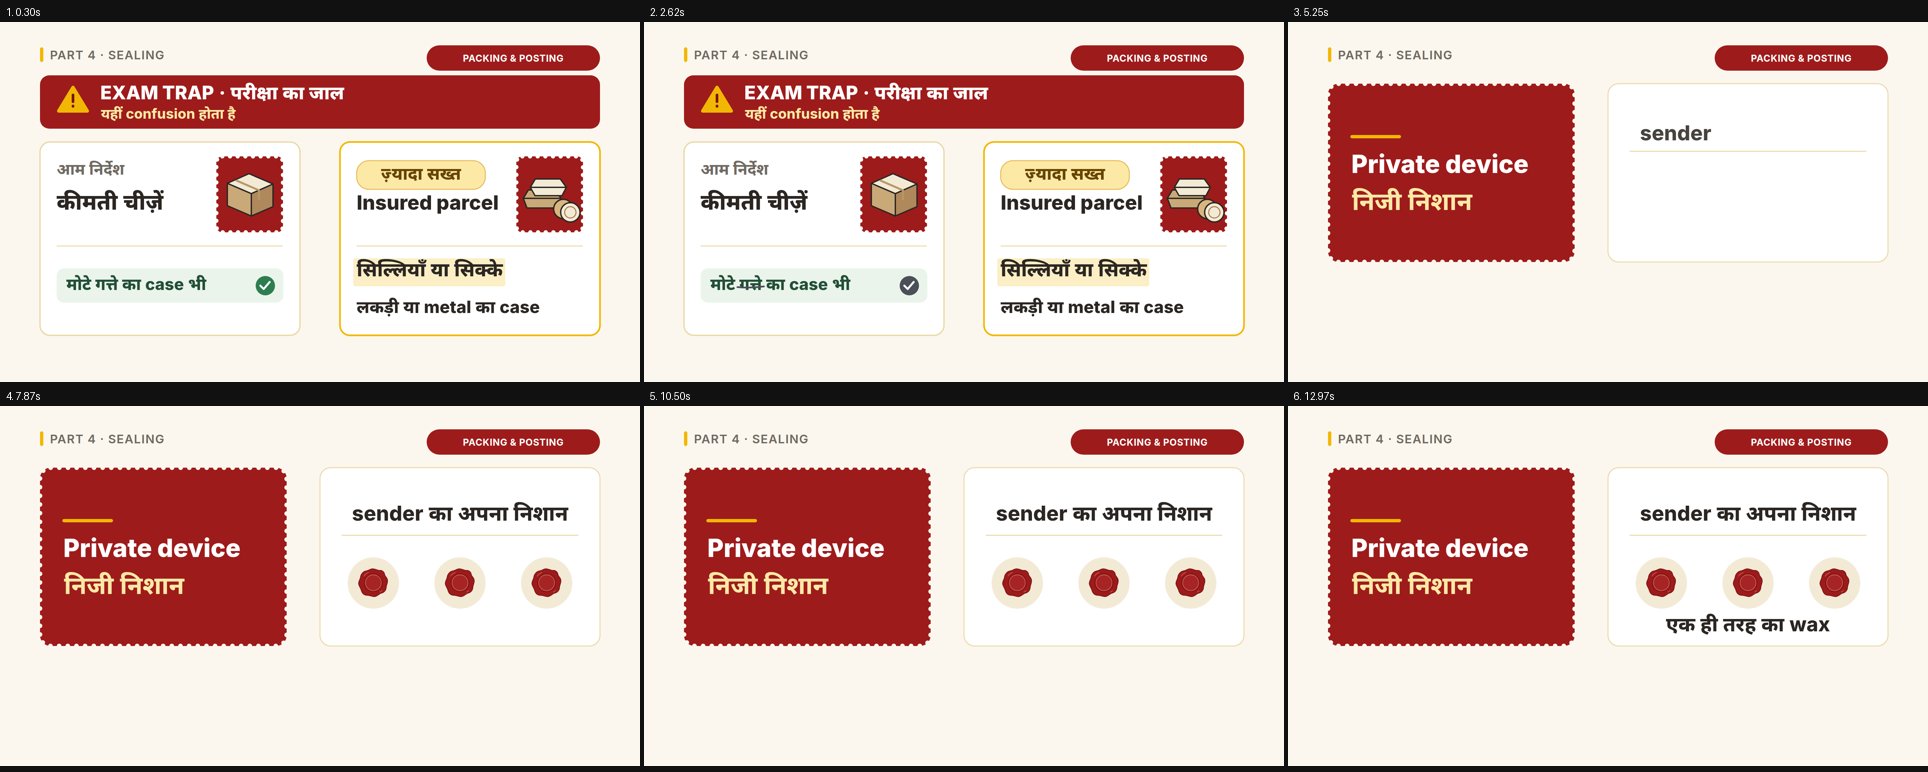 1. 0.30s
PART 4 · SEALING
PACKING & POSTING
EXAM TRAP · परीक्षा का जाल
यहीं confusion होता है
आम निर्देश
कीमती चीज़ें
मोटे गत्ते का case भी
ज़्यादा सख्त
Insured parcel
सिल्लियाँ या सिक्के
लकड़ी या metal का case
2. 2.62s
PART 4 · SEALING
PACKING & POSTING
EXAM TRAP · परीक्षा का जाल
यहीं confusion होता है
आम निर्देश
कीमती चीज़ें
मोटे गत्ते का case भी
ज़्यादा सख्त
Insured parcel
सिल्लियाँ या सिक्के
लकड़ी या metal का case
3. 5.25s
PART 4 · SEALING
PACKING & POSTING
Private device
निजी निशान
sender
4. 7.87s
PART 4 · SEALING
PACKING & POSTING
Private device
निजी निशान
sender का अपना निशान
5. 10.50s
PART 4 · SEALING
PACKING & POSTING
Private device
निजी निशान
sender का अपना निशान
6. 12.97s
PART 4 · SEALING
PACKING & POSTING
Private device
निजी निशान
sender का अपना निशान
एक ही तरह का wax